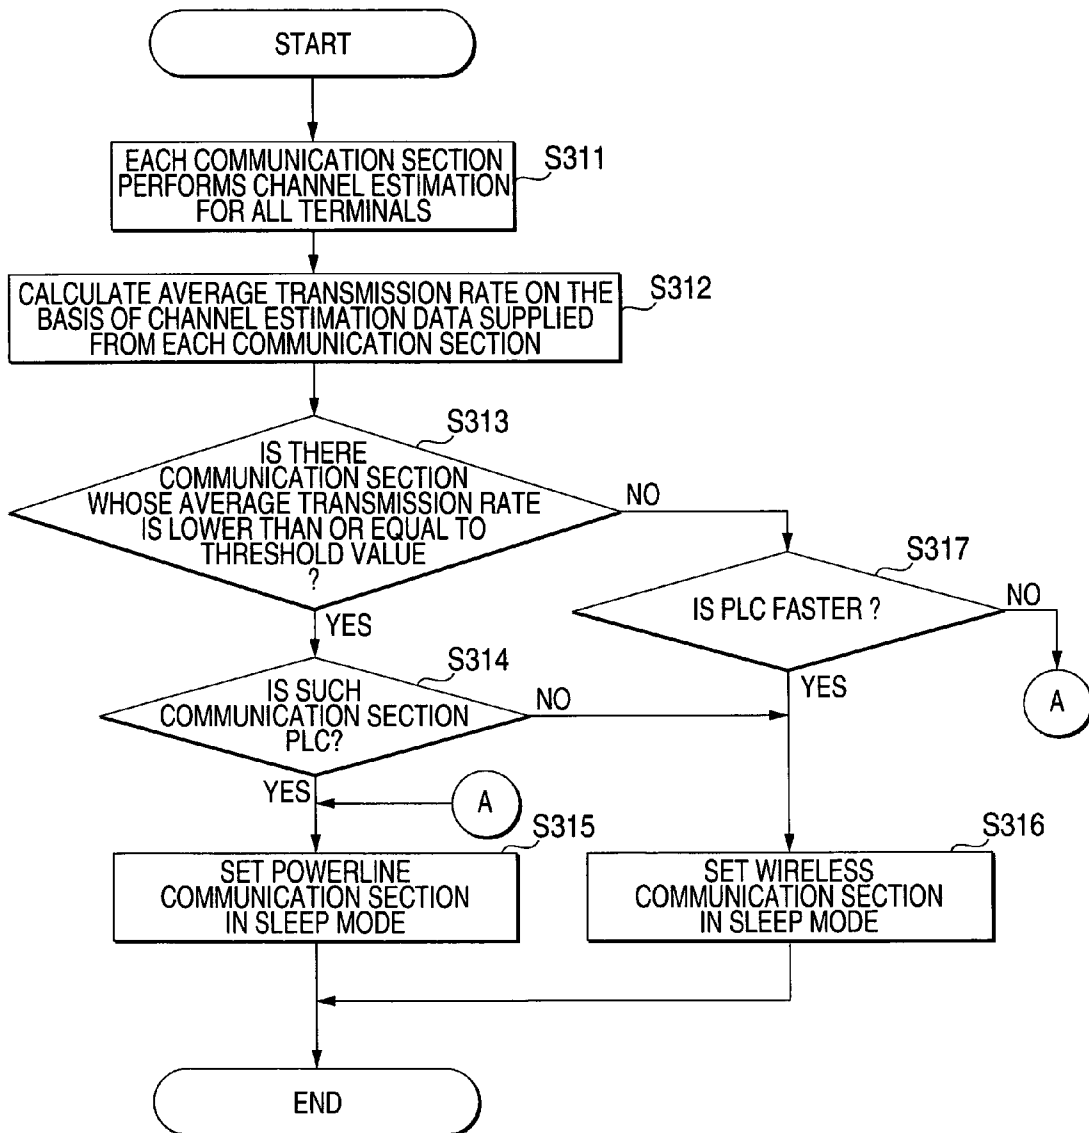 START
EACH COMMUNICATION SECTION
PERFORMS CHANNEL ESTIMATION
FOR ALL TERMINALS
S311
CALCULATE AVERAGE TRANSMISSION RATE ON THE
BASIS OF CHANNEL ESTIMATION DATA SUPPLIED
FROM EACH COMMUNICATION SECTION
S312
S313
IS THERE
COMMUNICATION SECTION
WHOSE AVERAGE TRANSMISSION RATE
IS LOWER THAN OR EQUAL TO
THRESHOLD VALUE
?
NO
YES
S317
IS PLC FASTER ?
NO
YES
A
S314
IS SUCH
COMMUNICATION SECTION
PLC?
NO
YES
A
S315
SET POWERLINE
COMMUNICATION SECTION
IN SLEEP MODE
S316
SET WIRELESS
COMMUNICATION SECTION
IN SLEEP MODE
END